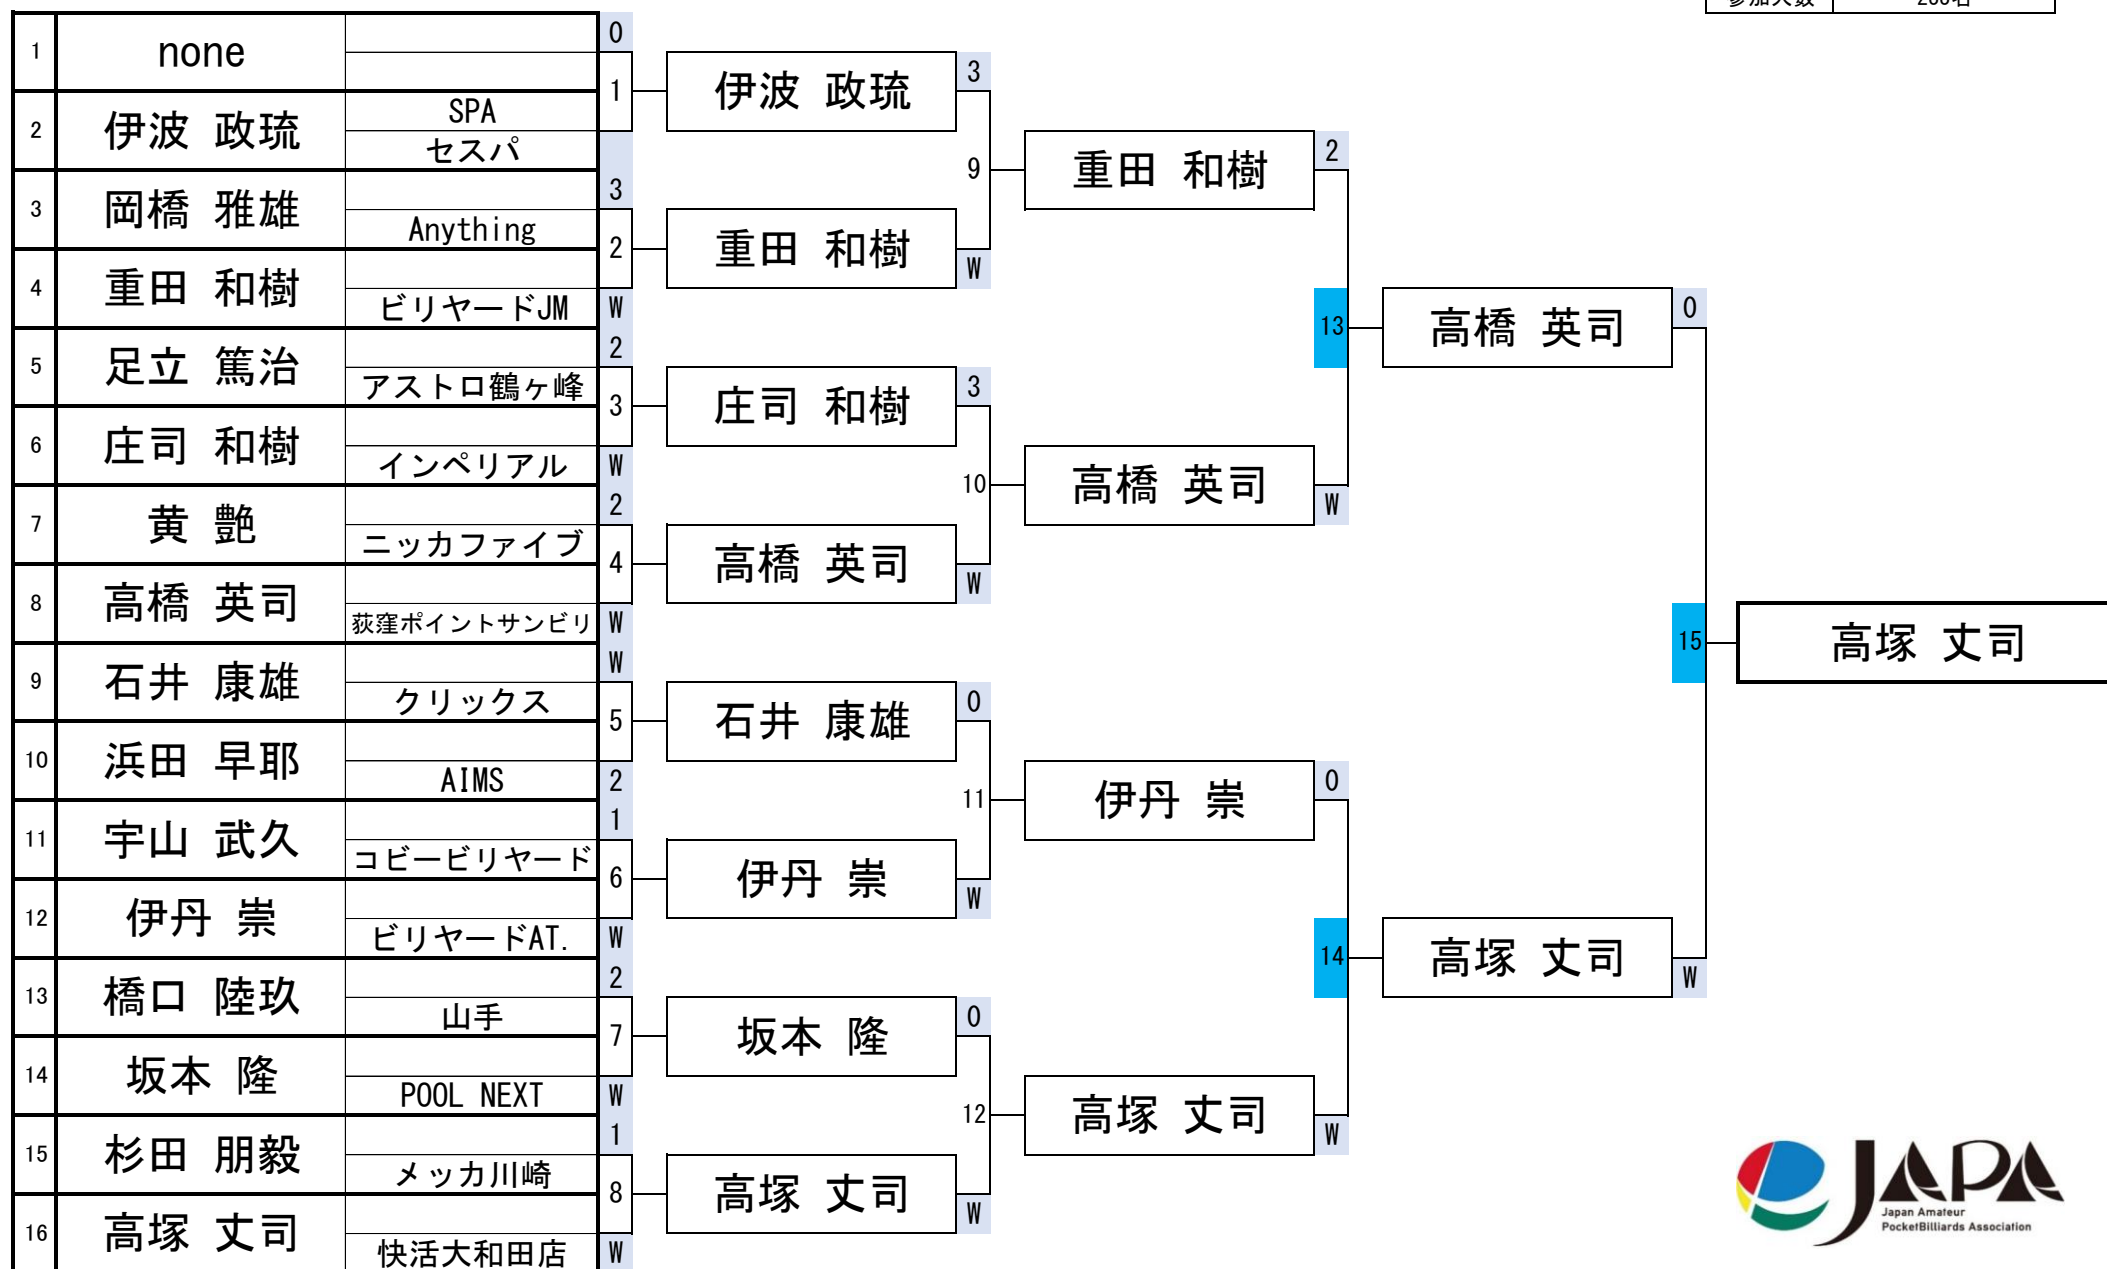 1 none 0
2 伊波 政琉 SPA セスパ
3 岡橋 雅雄 Anything 3
4 重田 和樹 ビリヤードJM W
5 足立 篤治 アストロ鶴ヶ峰 2
6 庄司 和樹 インペリアル W
7 黄 艶 ニッカファイブ 2
8 高橋 英司 荻窪ポイントサンビリ W
9 石井 康雄 クリックス W
10 浜田 早耶 AIMS 2
11 宇山 武久 コビービリヤード 1
12 伊丹 崇 ビリヤードAT. W
13 橋口 陸玖 山手 2
14 坂本 隆 POOL NEXT W
15 杉田 朋毅 メッカ川崎 1
16 高塚 丈司 快活大和田店 W
1 伊波 政琉 3
2 重田 和樹 W
3 庄司 和樹 3
4 高橋 英司 W
5 石井 康雄 0
6 伊丹 崇 W
7 坂本 隆 0
8 高塚 丈司 W
9 重田 和樹 2
10 高橋 英司 W
11 伊丹 崇 0
12 高塚 丈司 W
13 高橋 英司 0
14 高塚 丈司 W
15 高塚 丈司
JAPA
Japan Amateur
PocketBilliards Association